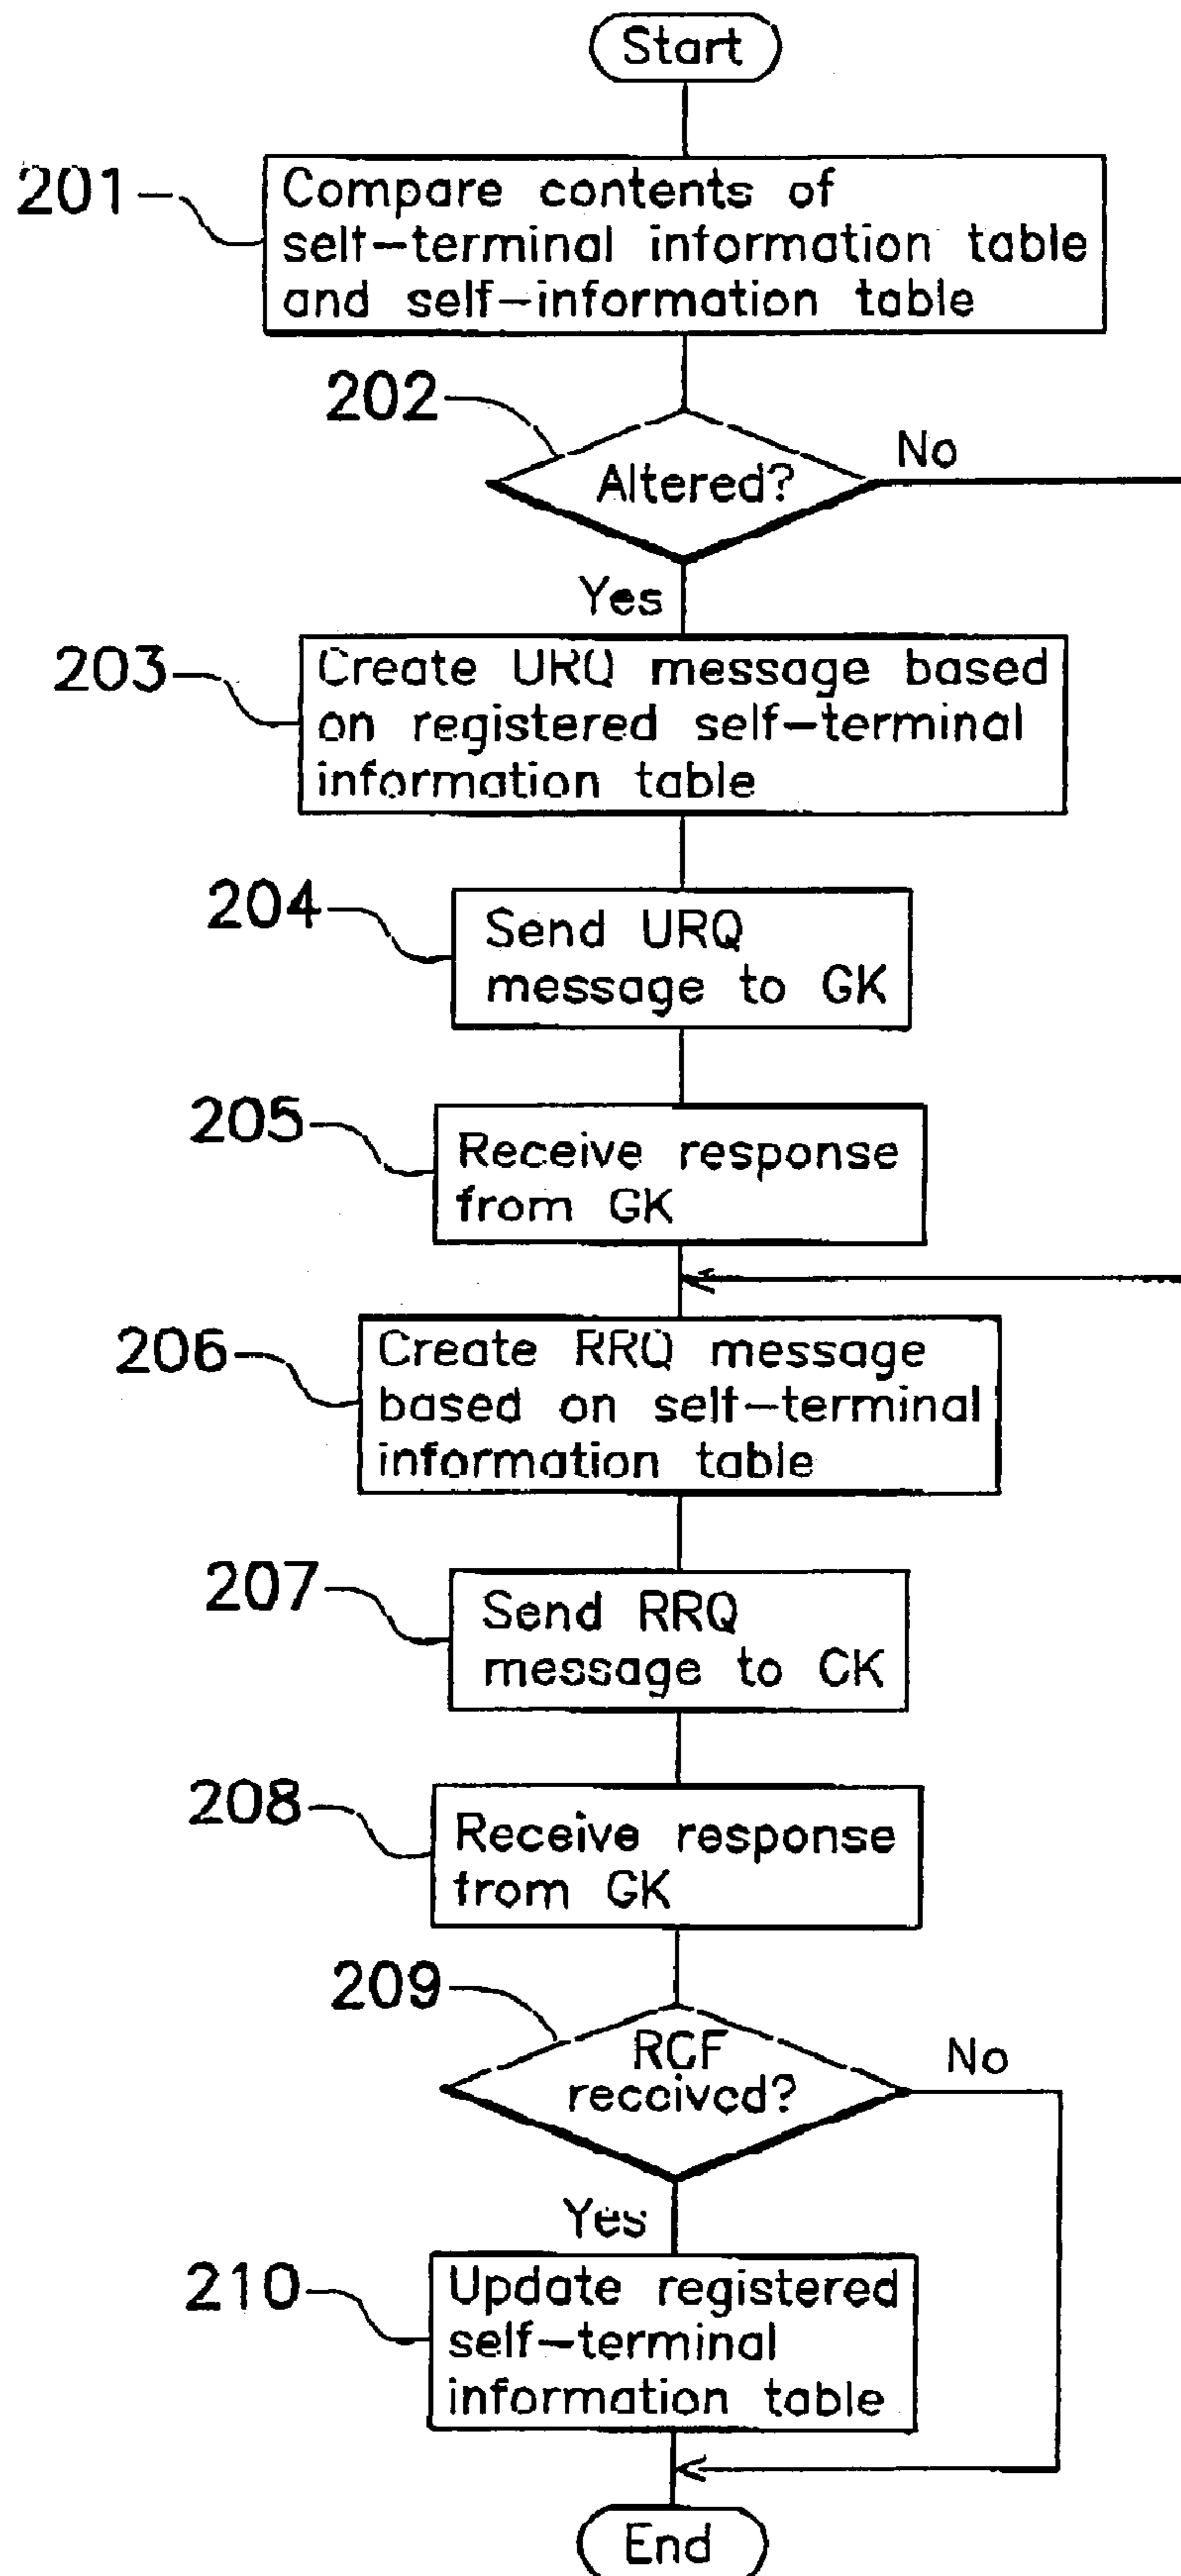 Start
201
Compare contents of
self-terminal information table
and self-information table
202
Altered?
No
Yes
203
Create URQ message based
on registered self-terminal
information table
204
Send URQ
message to GK
205
Receive response
from GK
206
Create RRQ message
based on self-terminal
information table
207
Send RRQ
message to CK
208
Receive response
from GK
209
RCF
received?
No
Yes
210
Update registered
self-terminal
information table
End